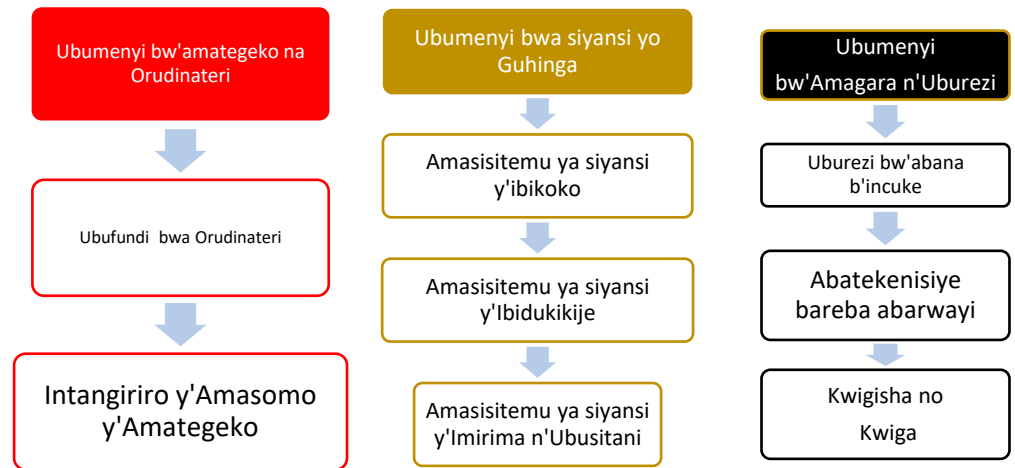 Ubumenyi bw'amategeko na
Orudinateri
Ubufundi  bwa Orudinateri
Intangiriro y'Amasomo
y'Amategeko
Ubumenyi bwa siyansi yo
Guhinga
Amasisitemu ya siyansi
y'ibikoko
Amasisitemu ya siyansi
y'Ibidukikije
Amasisitemu ya siyansi
y'Imirima n'Ubusitani
Ubumenyi
bw'Amagara n'Uburezi
Uburezi bw'abana
b'incuke
Abatekenisiye
bareba abarwayi
Kwigisha no
Kwiga